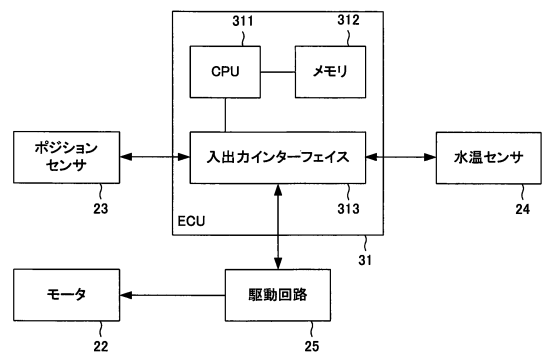 311
312
CPU
メモリ
ポジション
センサ
入出力インターフェイス
水温センサ
23
313
24
ECU
31
モータ
駆動回路
22
25